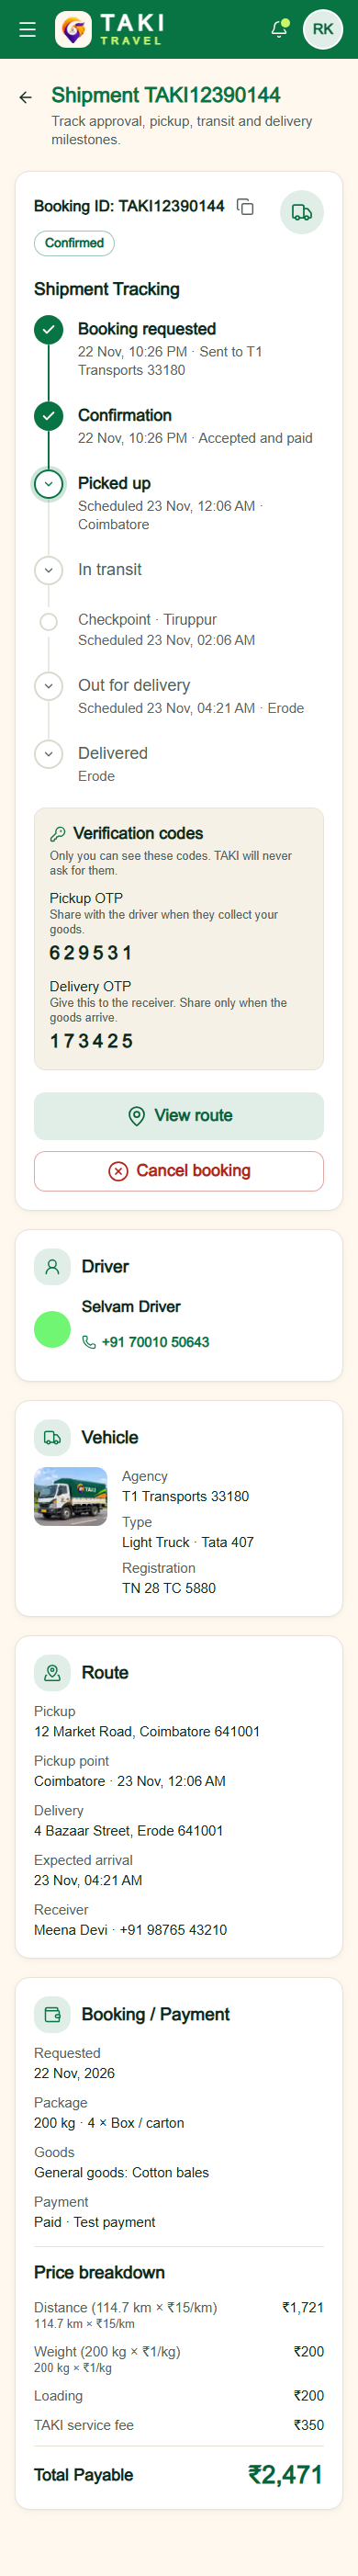 TAKI
TRAVEL
RK
Shipment TAKI12390144
Track approval, pickup, transit and delivery
milestones.
Booking ID: TAKI12390144
Confirmed
Shipment Tracking
Booking requested
22 Nov, 10:26 PM · Sent to T1
Transports 33180
Confirmation
22 Nov, 10:26 PM · Accepted and paid
Picked up
Scheduled 23 Nov, 12:06 AM ·
Coimbatore
In transit
Checkpoint · Tiruppur
Scheduled 23 Nov, 02:06 AM
Out for delivery
Scheduled 23 Nov, 04:21 AM · Erode
Delivered
Erode
Verification codes
Only you can see these codes. TAKI will never
ask for them.
Pickup OTP
Share with the driver when they collect your
goods.
629531
Delivery OTP
Give this to the receiver. Share only when the
goods arrive.
173425
View route
Cancel booking
Driver
Selvam Driver
+91 70010 50643
Vehicle
TAKI
Agency
T1 Transports 33180
Type
Light Truck · Tata 407
Registration
TN 28 TC 5880
Route
Pickup
12 Market Road, Coimbatore 641001
Pickup point
Coimbatore · 23 Nov, 12:06 AM
Delivery
4 Bazaar Street, Erode 641001
Expected arrival
23 Nov, 04:21 AM
Receiver
Meena Devi · +91 98765 43210
Booking / Payment
Requested
22 Nov, 2026
Package
200 kg · 4 × Box / carton
Goods
General goods: Cotton bales
Payment
Paid · Test payment
Price breakdown
Distance (114.7 km × ₹15/km) ₹1,721
114.7 km × ₹15/km
Weight (200 kg × ₹1/kg) ₹200
200 kg × ₹1/kg
Loading ₹200
TAKI service fee ₹350
Total Payable ₹2,471